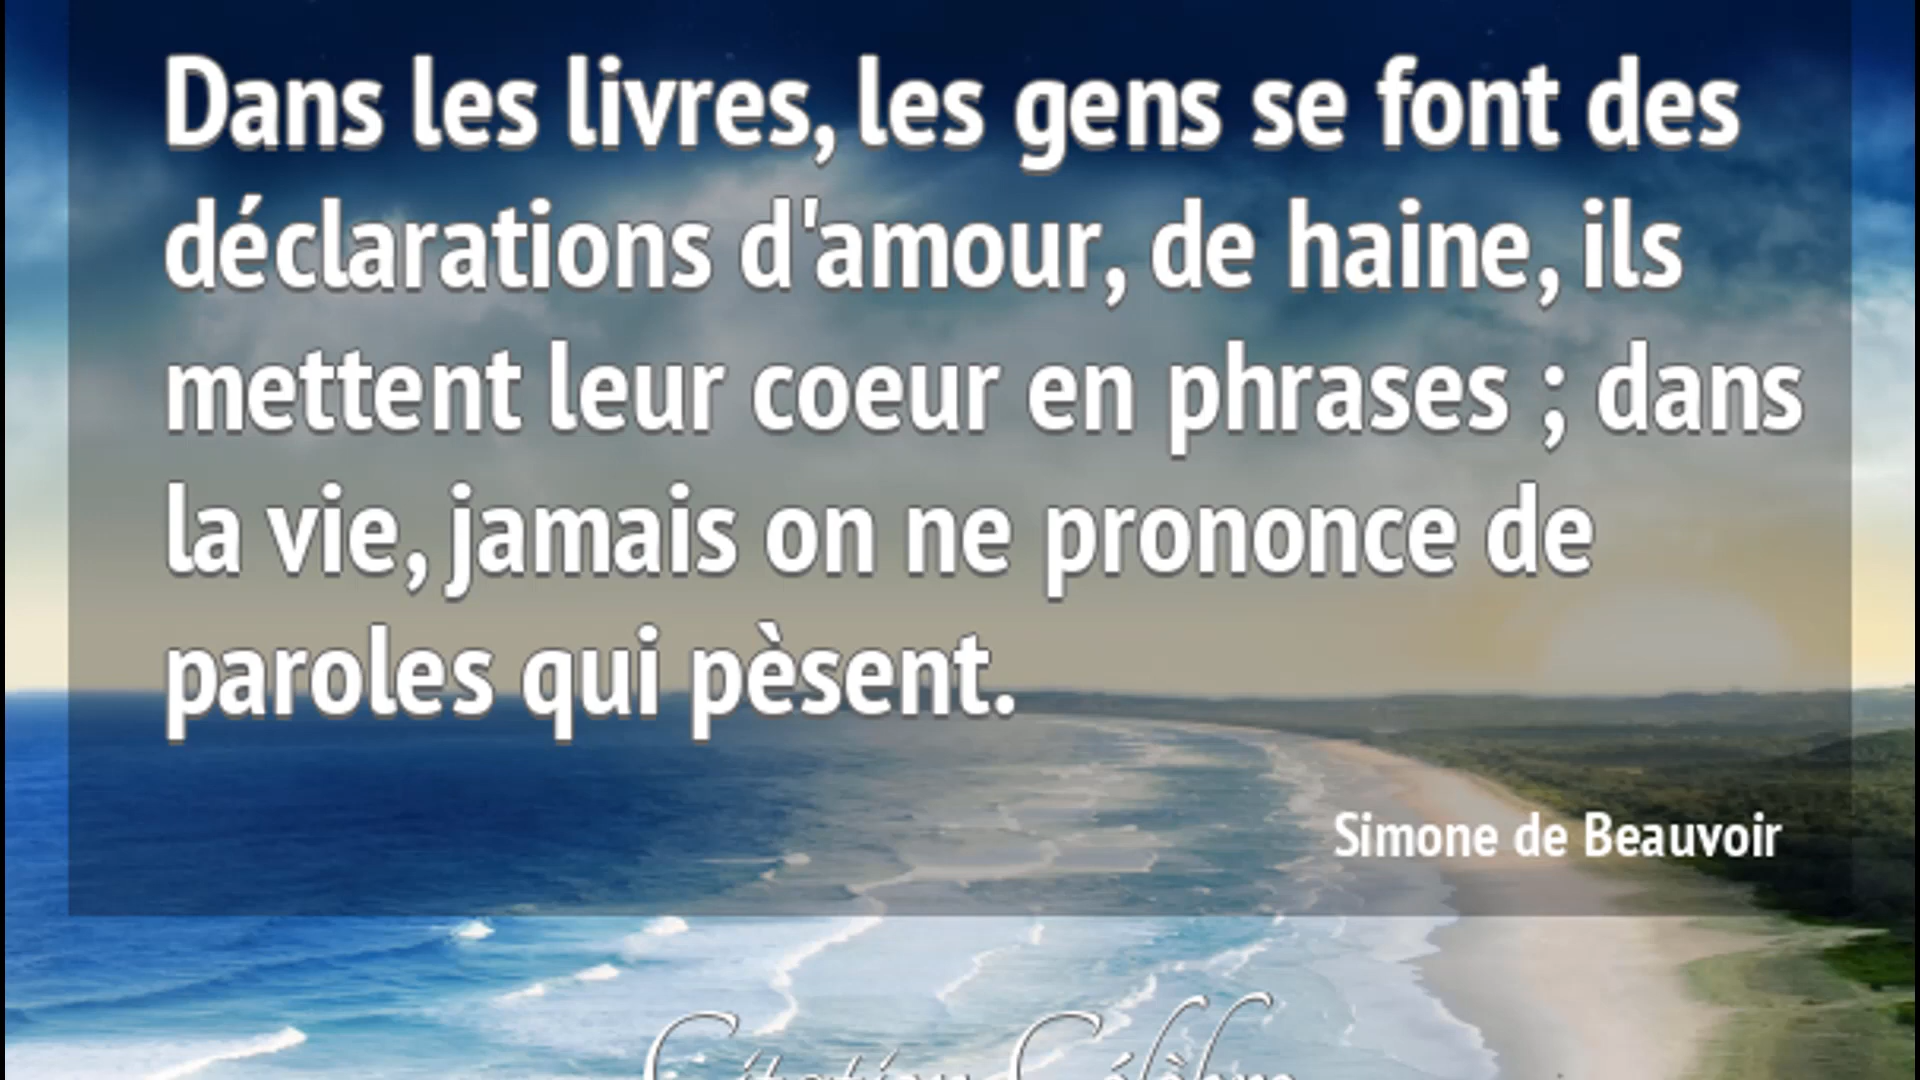 Dans les livres, les gens se font des
déclarations d'amour, de haine, ils
mettent leur coeur en phrases ; dans
la vie, jamais on ne prononce de
paroles qui pèsent.
Simone de Beauvoir